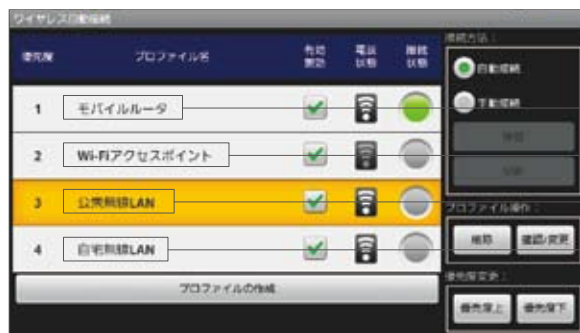 ワイヤレス自動接続
優先度 プロファイル名 有効 無効 電波 状態 接続 状態
1 モバイルルータ
2 Wi-Fiアクセスポイント
3 公衆無線LAN
4 自宅無線LAN
プロファイルの作成
接続方法：
自動接続
手動接続
接続
切断
プロファイル操作：
削除 確認/変更
優先度変更：
優先度上 優先度下